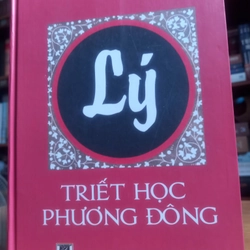 Lý
TRIẾT HỌC
PHƯƠNG ĐÔNG